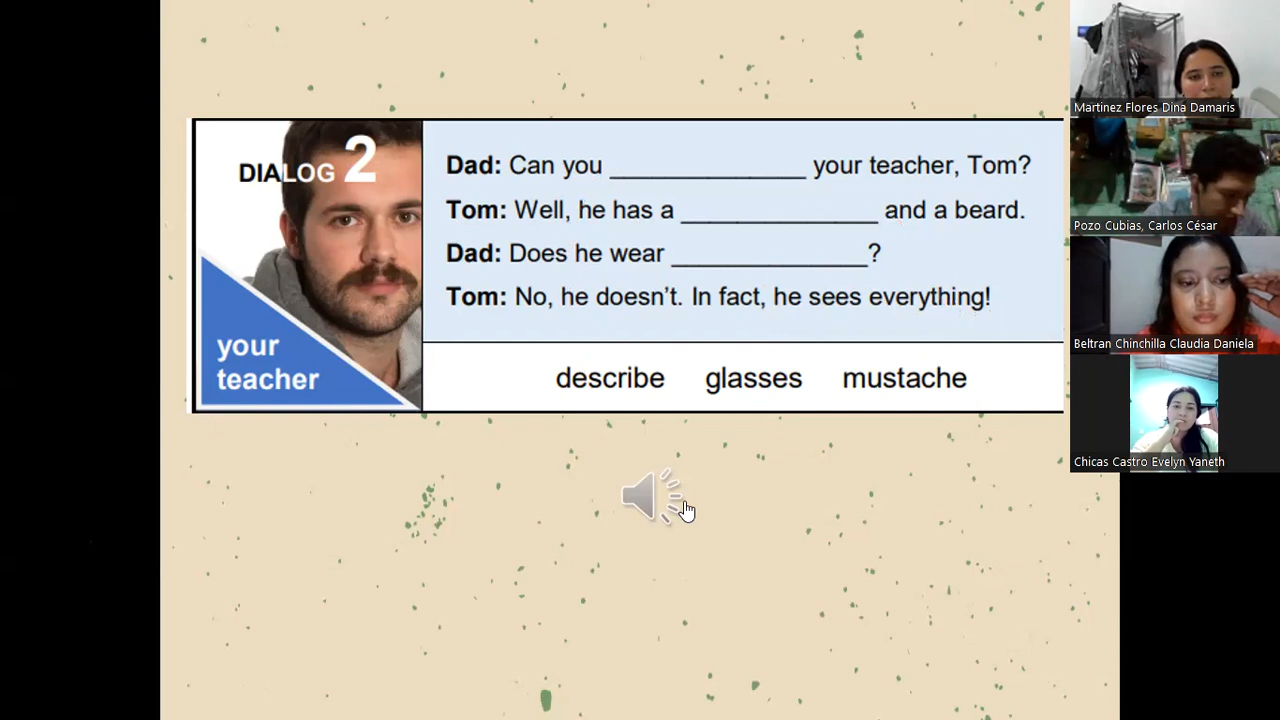 DIALOG 2
your
teacher
Dad: Can you ______________ your teacher, Tom?
Tom: Well, he has a ______________ and a beard.
Dad: Does he wear ______________?
Tom: No, he doesn't. In fact, he sees everything!
describe glasses mustache
Martinez Flores Dina Damaris
Pozo Cubias, Carlos César
Beltran Chinchilla Claudia Daniela
Chicas Castro Evelyn Yaneth